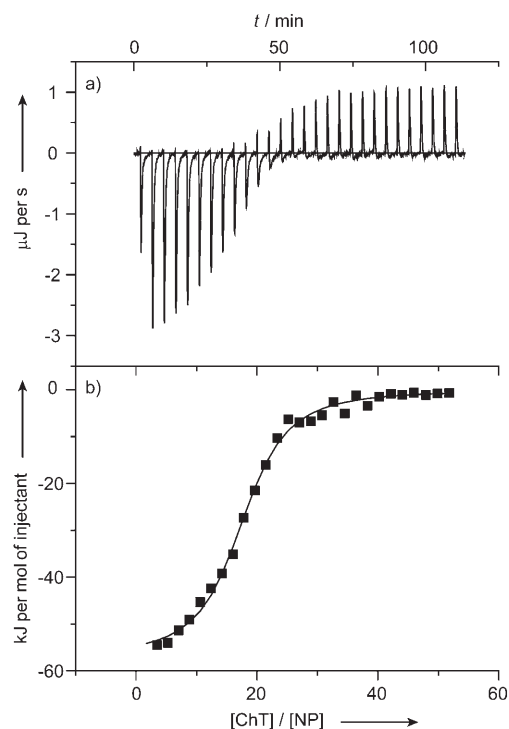 t / min
0 50 100
a)
1
0
-1
-2
-3
μJ per s
b)
0
-20
-40
-60
kJ per mol of injectant
0 20 40 60
[ChT] / [NP]